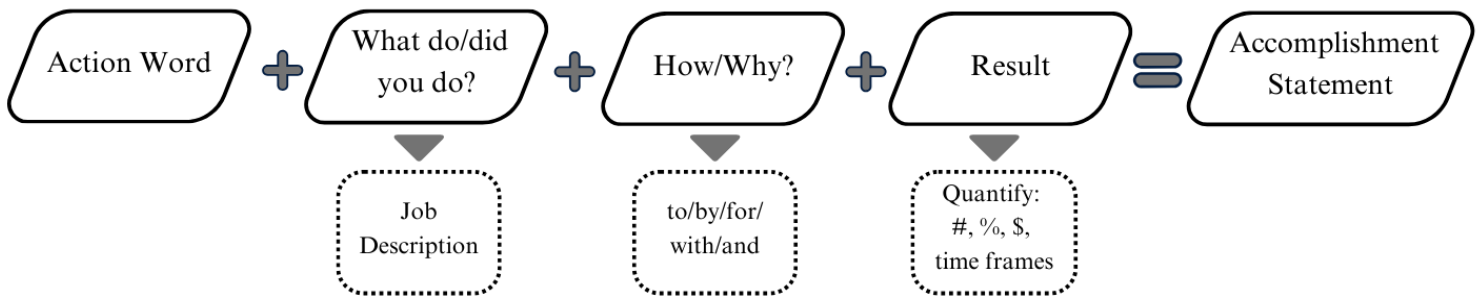 Action Word
What do/did
you do?
How/Why?
Result
Accomplishment
Statement
Job
Description
to/by/for/
with/and
Quantify:
#, %, $,
time frames